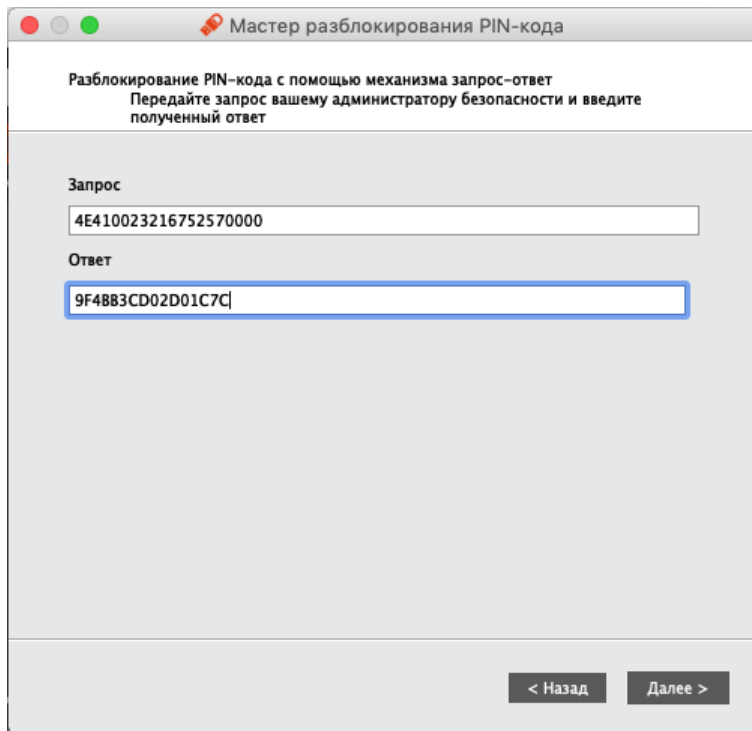 Мастер разблокирования PIN-кода
Разблокирование PIN-кода с помощью механизма запрос-ответ
Передайте запрос вашему администратору безопасности и введите
полученный ответ
Запрос
4E410023216752570000
Ответ
9F4BB3CD02D01C7C
< Назад
Далее >